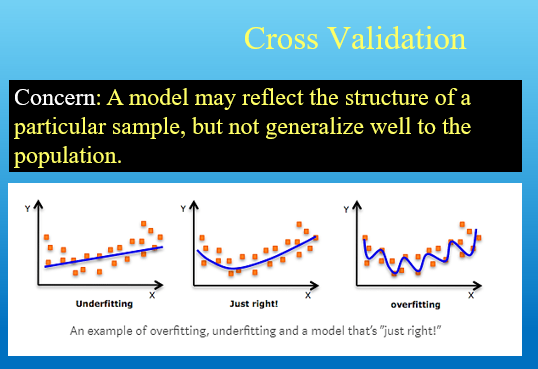 Cross Validation
Concern: A model may reflect the structure of a
particular sample, but not generalize well to the
population.
Y
X
Underfitting
Y
X
Just right!
Y
X
overfitting
An example of overfitting, underfitting and a model that's "just right!"